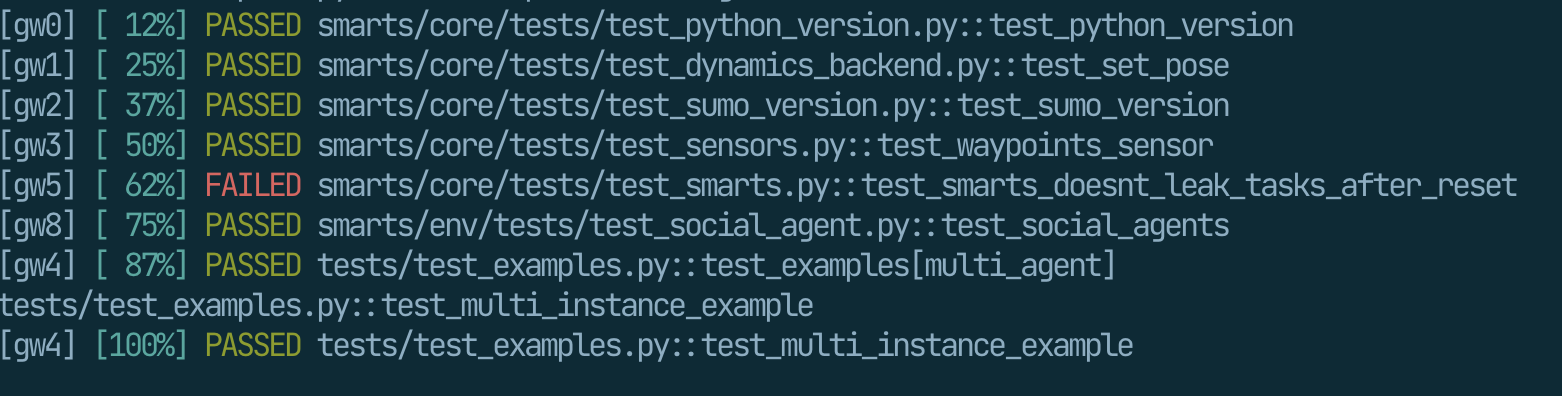 [gw0] [ 12%] PASSED smarts/core/tests/test_python_version.py::test_python_version
[gw1] [ 25%] PASSED smarts/core/tests/test_dynamics_backend.py::test_set_pose
[gw2] [ 37%] PASSED smarts/core/tests/test_sumo_version.py::test_sumo_version
[gw3] [ 50%] PASSED smarts/core/tests/test_sensors.py::test_waypoints_sensor
[gw5] [ 62%] FAILED smarts/core/tests/test_smarts.py::test_smarts_doesnt_leak_tasks_after_reset
[gw8] [ 75%] PASSED smarts/env/tests/test_social_agent.py::test_social_agents
[gw4] [ 87%] PASSED tests/test_examples.py::test_examples[multi_agent]
tests/test_examples.py::test_multi_instance_example
[gw4] [100%] PASSED tests/test_examples.py::test_multi_instance_example